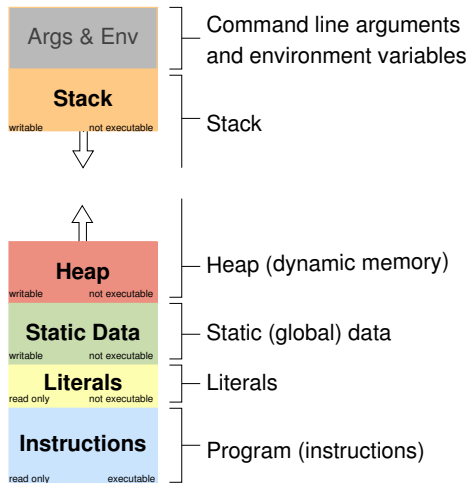 Args & Env
Command line arguments
and environment variables
Stack
writable not executable
Stack
Heap
writable not executable
Heap (dynamic memory)
Static Data
writable not executable
Static (global) data
Literals
read only not executable
Literals
Instructions
read only executable
Program (instructions)